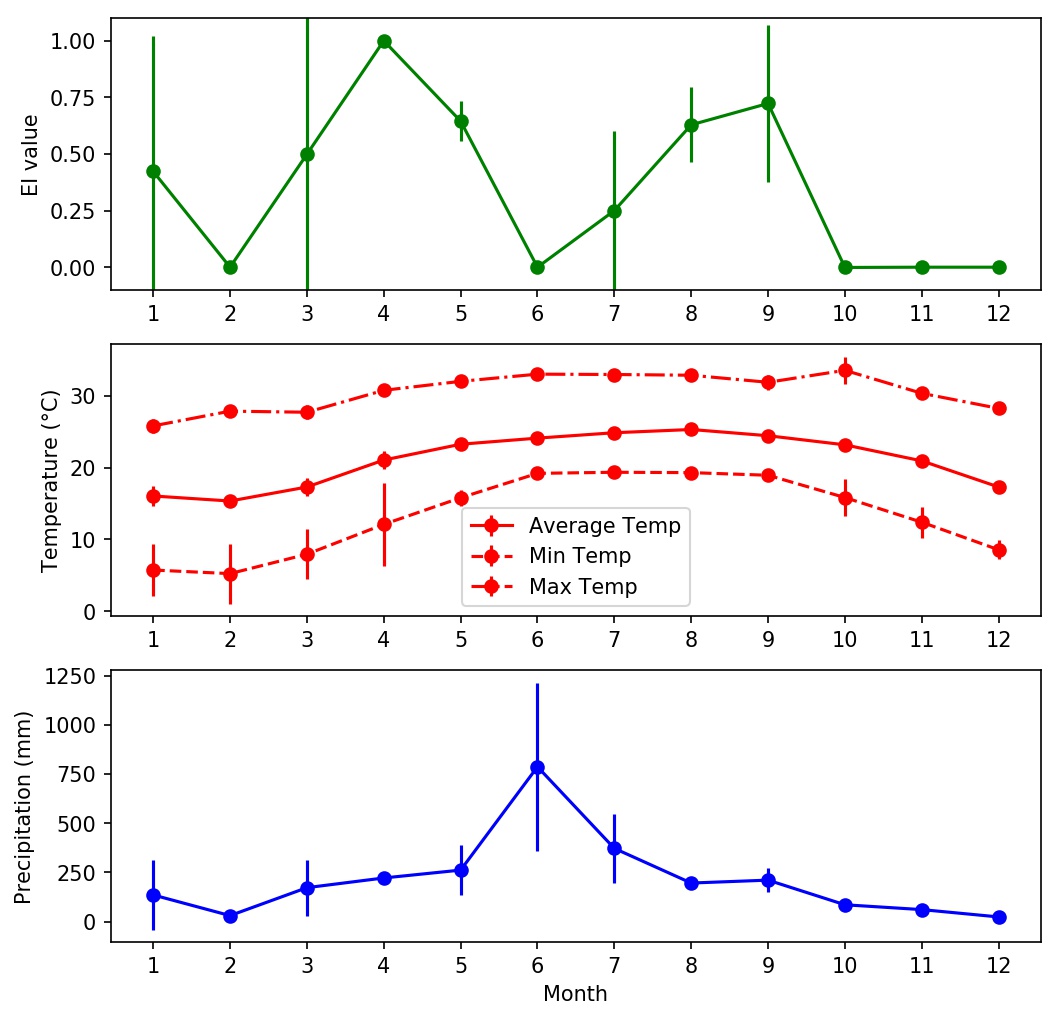 EI value
1.00
0.75
0.50
0.25
0.00
1 2 3 4 5 6 7 8 9 10 11 12
Temperature (°C)
30
20
10
0
Average Temp
Min Temp
Max Temp
1 2 3 4 5 6 7 8 9 10 11 12
Precipitation (mm)
1250
1000
750
500
250
0
1 2 3 4 5 6 7 8 9 10 11 12
Month